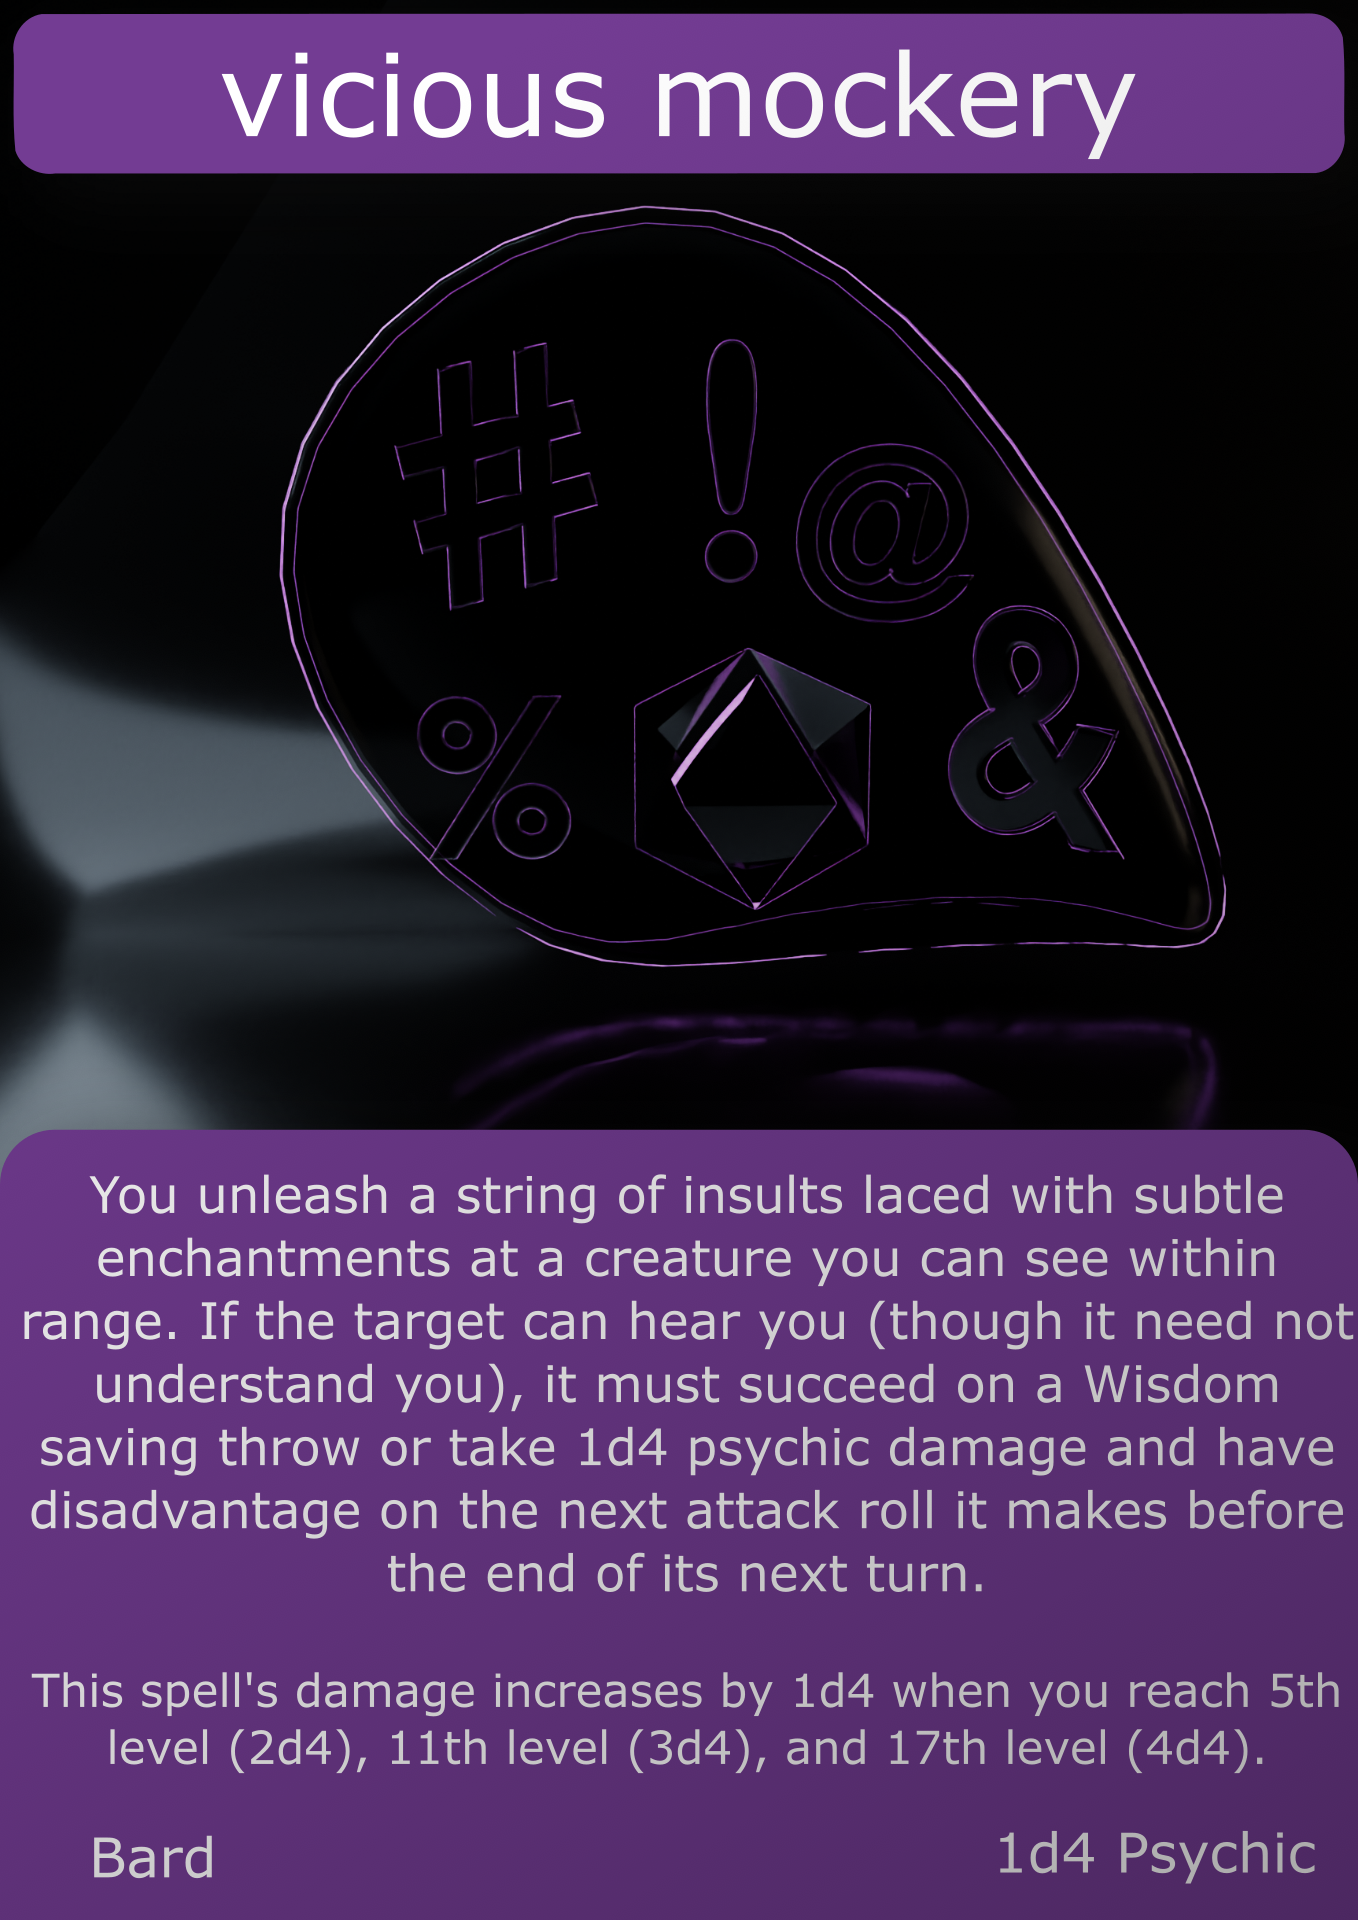 vicious mockery
# ! @
% &
You unleash a string of insults laced with subtle
enchantments at a creature you can see within
range. If the target can hear you (though it need not
understand you), it must succeed on a Wisdom
saving throw or take 1d4 psychic damage and have
disadvantage on the next attack roll it makes before
the end of its next turn.
This spell's damage increases by 1d4 when you reach 5th
level (2d4), 11th level (3d4), and 17th level (4d4).
Bard
1d4 Psychic